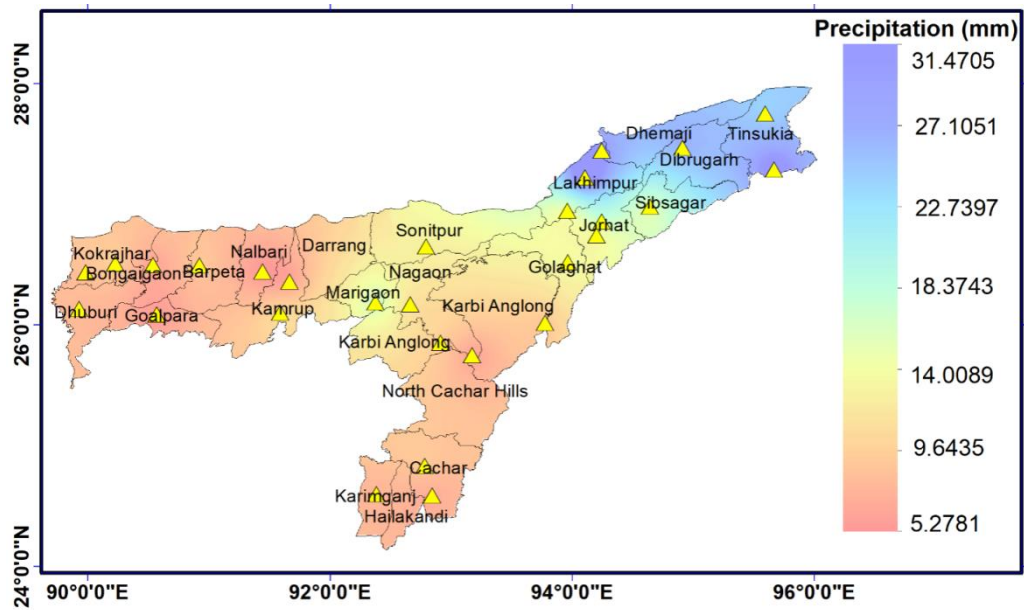 Precipitation (mm)
31.4705
27.1051
22.7397
18.3743
14.0089
9.6435
5.2781
28°0'0"N
26°0'0"N
24°0'0"N
Dhemaji
Tinsukia
Dibrugarh
Lakhimpur
Sibsagar
Jorhat
Sonitpur
Golaghat
Kokrajhar
Nalbari
Darrang
Bongaigaon
Barpeta
Nagaon
Marigaon
Karbi Anglong
Dhuburi
Goalpara
Kamrup
Karbi Anglong
North Cachar Hills
Cachar
Karimganj
Hailakandi
90°0'0"E
92°0'0"E
94°0'0"E
96°0'0"E